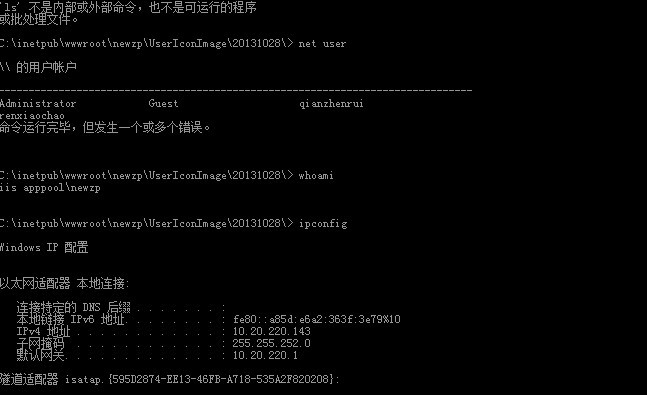 'ls' 不是内部或外部命令，也不是可运行的程序
或批处理文件。
C:\inetpub\wwwroot\newzp\UserIconImage\20131028\> net user
\\ 的用户帐户
-------------------------------------------------------------------------------
Administrator Guest qianzhenrui
renxiaochao
命令运行完毕，但发生一个或多个错误。
C:\inetpub\wwwroot\newzp\UserIconImage\20131028\> whoami
iis apppool\newzp
C:\inetpub\wwwroot\newzp\UserIconImage\20131028\> ipconfig
Windows IP 配置
以太网适配器 本地连接:
连接特定的 DNS 后缀 . . . . . . . :
本地链接 IPv6 地址. . . . . . . . : fe80::a85d:e6a2:363f:3e79%10
IPv4 地址 . . . . . . . . . . . . : 10.20.220.143
子网掩码 . . . . . . . . . . . . : 255.255.252.0
默认网关. . . . . . . . . . . . . : 10.20.220.1
隧道适配器 isatap.{595D2874-EE13-46FB-A718-535A2F820208}: